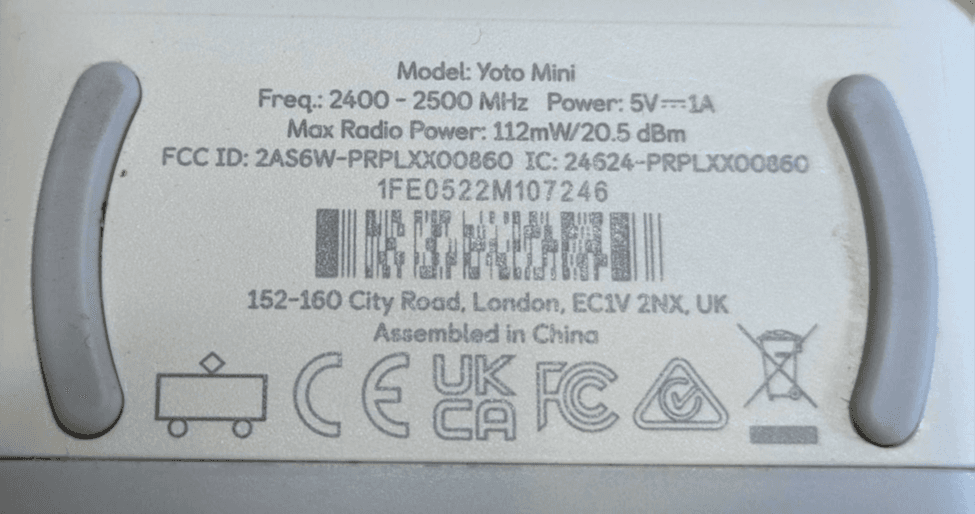 Model: Yoto Mini
Freq.: 2400 - 2500 MHz Power: 5V⎓1A
Max Radio Power: 112mW/20.5 dBm
FCC ID: 2AS6W-PRPLXX00860 IC: 24624-PRPLXX00860
1FE0522M107246
152-160 City Road, London, EC1V 2NX, UK
Assembled in China
CE UK CA FC